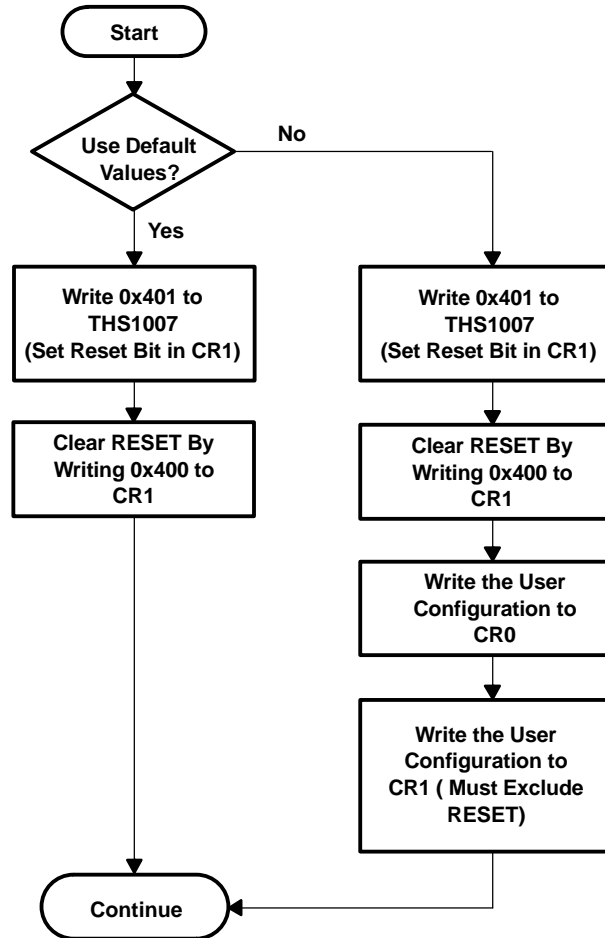 Start
Use Default
Values?
No
Yes
Write 0x401 to
THS1007
(Set Reset Bit in CR1)
Clear RESET By
Writing 0x400 to
CR1
Write 0x401 to
THS1007
(Set Reset Bit in CR1)
Clear RESET By
Writing 0x400 to
CR1
Write the User
Configuration to
CR0
Write the User
Configuration to
CR1 ( Must Exclude
RESET)
Continue